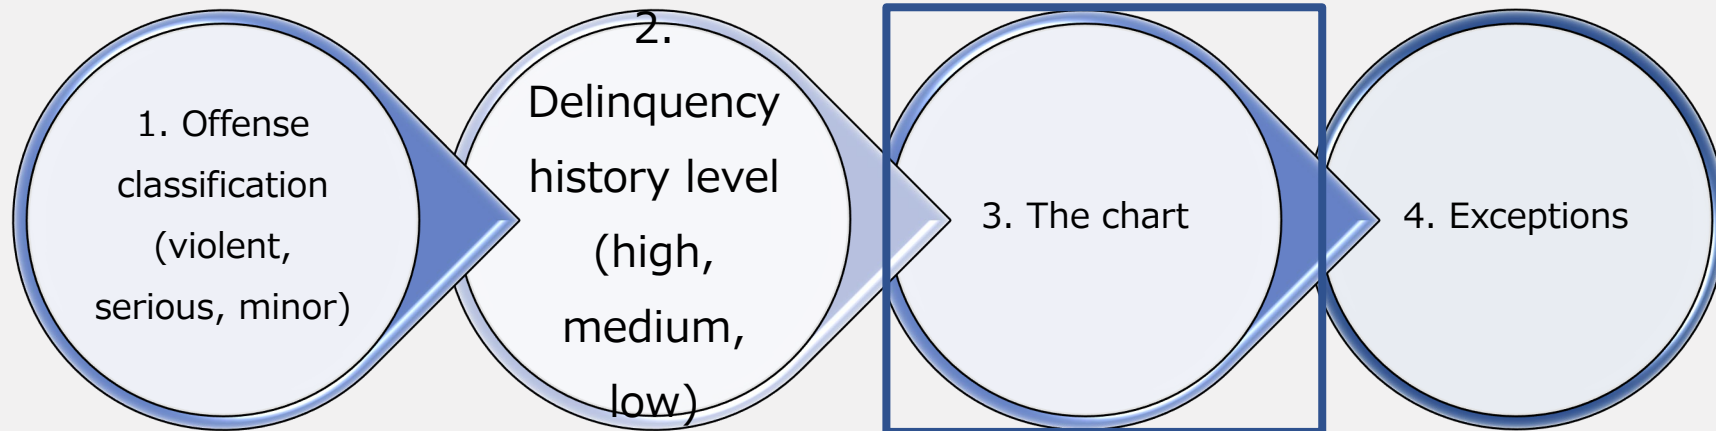 1. Offense
classification
(violent,
serious, minor)
2.
Delinquency
history level
(high,
medium,
low)
3. The chart
4. Exceptions